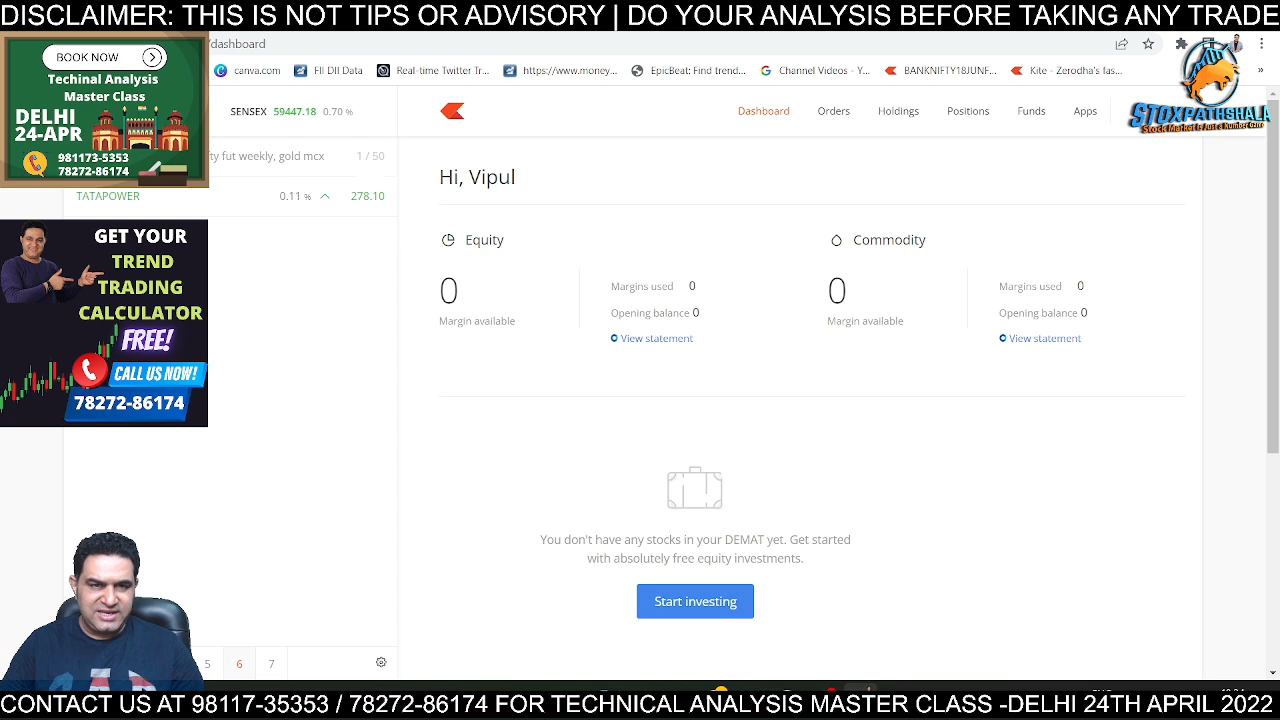 DISCLAIMER: THIS IS NOT TIPS OR ADVISORY | DO YOUR ANALYSIS BEFORE TAKING ANY TRADE
/dashboard
canva.com FII DII Data Real-time Twitter Tr... https://www.money... EpicBeat: Find trend... Channel Videos - Y... BANKNIFTY18JUNF... Kite - Zerodha's fas... »
BOOK NOW
Techinal Analysis
Master Class
DELHI
24-APR
981173-5353
78272-86174
STOXPATHSHALA
SENSEX 59447.18 0.70 %
Dashboard Orders Holdings Positions Funds Apps
ty fut weekly, gold mcx 1 / 50
TATAPOWER 0.11 % 278.10
Hi, Vipul
Equity
0
Margin available
Margins used 0
Opening balance 0
View statement
Commodity
0
Margin available
Margins used 0
Opening balance 0
View statement
GET YOUR
TREND
TRADING
CALCULATOR
FREE!
CALL US NOW!
78272-86174
You don't have any stocks in your DEMAT yet. Get started
with absolutely free equity investments.
Start investing
5 6 7
CONTACT US AT 98117-35353 / 78272-86174 FOR TECHNICAL ANALYSIS MASTER CLASS -DELHI 24TH APRIL 2022